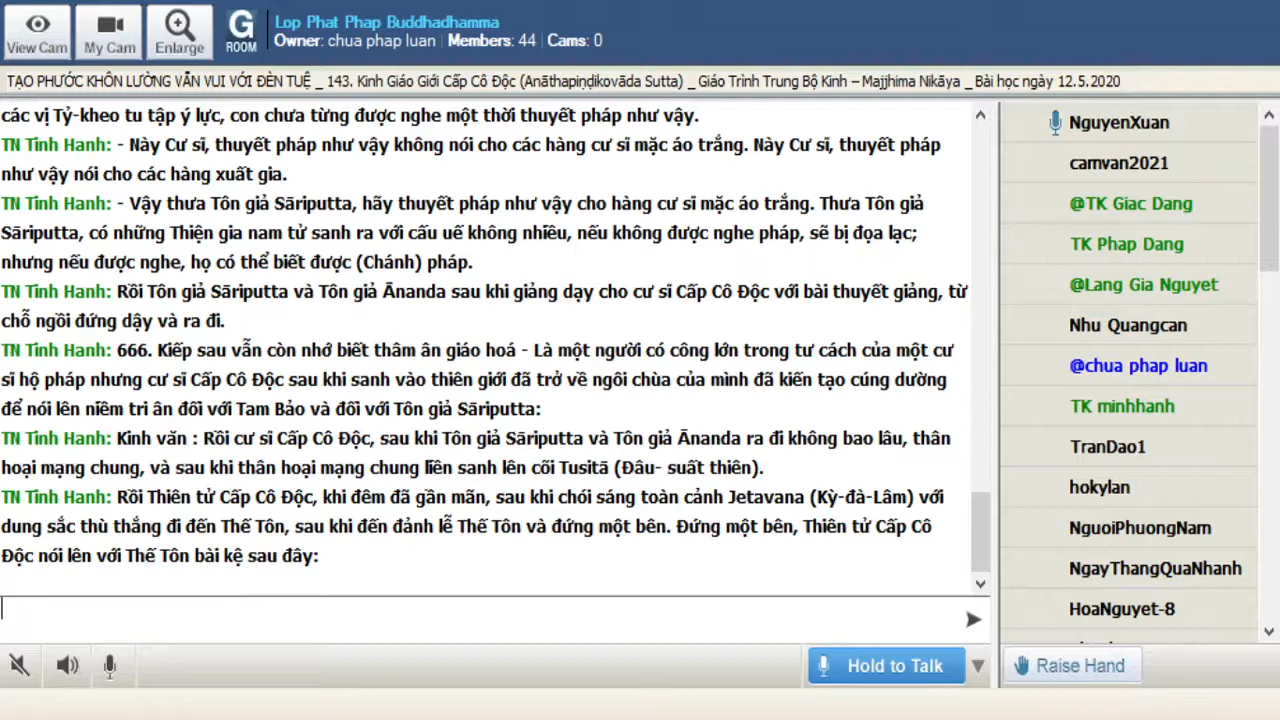 View Cam
My Cam
Enlarge
G
ROOM
Lop Phat Phap Buddhadhamma
Owner: chua phap luan | Members: 44 | Cams: 0
TẠO PHƯỚC KHÔN LƯỜNG VẪN VUI VỚI ĐÈN TUỆ _ 143. Kinh Giáo Giới Cấp Cô Độc (Anāthapiṇḍikovāda Sutta) _ Giáo Trình Trung Bộ Kinh – Majjhima Nikāya _ Bài học ngày 12.5.2020
các vị Tỷ-kheo tu tập ý lực, con chưa từng được nghe một thời thuyết pháp như vậy.
TN Tinh Hanh: - Này Cư sĩ, thuyết pháp như vậy không nói cho các hàng cư sĩ mặc áo trắng. Này Cư sĩ, thuyết pháp
như vậy nói cho các hàng xuất gia.
TN Tinh Hanh: - Vậy thưa Tôn giả Sāriputta, hãy thuyết pháp như vậy cho hàng cư sĩ mặc áo trắng. Thưa Tôn giả
Sāriputta, có những Thiện gia nam tử sanh ra với cấu uế không nhiều, nếu không được nghe pháp, sẽ bị đọa lạc;
nhưng nếu được nghe, họ có thể biết được (Chánh) pháp.
TN Tinh Hanh: Rồi Tôn giả Sāriputta và Tôn giả Ānanda sau khi giảng dạy cho cư sĩ Cấp Cô Độc với bài thuyết giảng, từ
chỗ ngồi đứng dậy và ra đi.
TN Tinh Hanh: 666. Kiếp sau vẫn còn nhớ biết thâm ân giáo hoá - Là một người có công lớn trong tư cách của một cư
sĩ hộ pháp nhưng cư sĩ Cấp Cô Độc sau khi sanh vào thiên giới đã trở về ngôi chùa của mình đã kiến tạo cúng dường
để nói lên niềm tri ân đối với Tam Bảo và đối với Tôn giả Sāriputta:
TN Tinh Hanh: Kinh văn : Rồi cư sĩ Cấp Cô Độc, sau khi Tôn giả Sāriputta và Tôn giả Ānanda ra đi không bao lâu, thân
hoại mạng chung, và sau khi thân hoại mạng chung liền sanh lên cõi Tusitā (Đâu- suất thiên).
TN Tinh Hanh: Rồi Thiên tử Cấp Cô Độc, khi đêm đã gần mãn, sau khi chói sáng toàn cảnh Jetavana (Kỳ-đà-Lâm) với
dung sắc thù thắng đi đến Thế Tôn, sau khi đến đảnh lễ Thế Tôn và đứng một bên. Đứng một bên, Thiên tử Cấp Cô
Độc nói lên với Thế Tôn bài kệ sau đây:
NguyenXuan
camvan2021
@TK Giac Dang
TK Phap Dang
@Lang Gia Nguyet
Nhu Quangcan
@chua phap luan
TK minhhanh
TranDao1
hokylan
NguoiPhuongNam
NgayThangQuaNhanh
HoaNguyet-8
Hold to Talk
Raise Hand